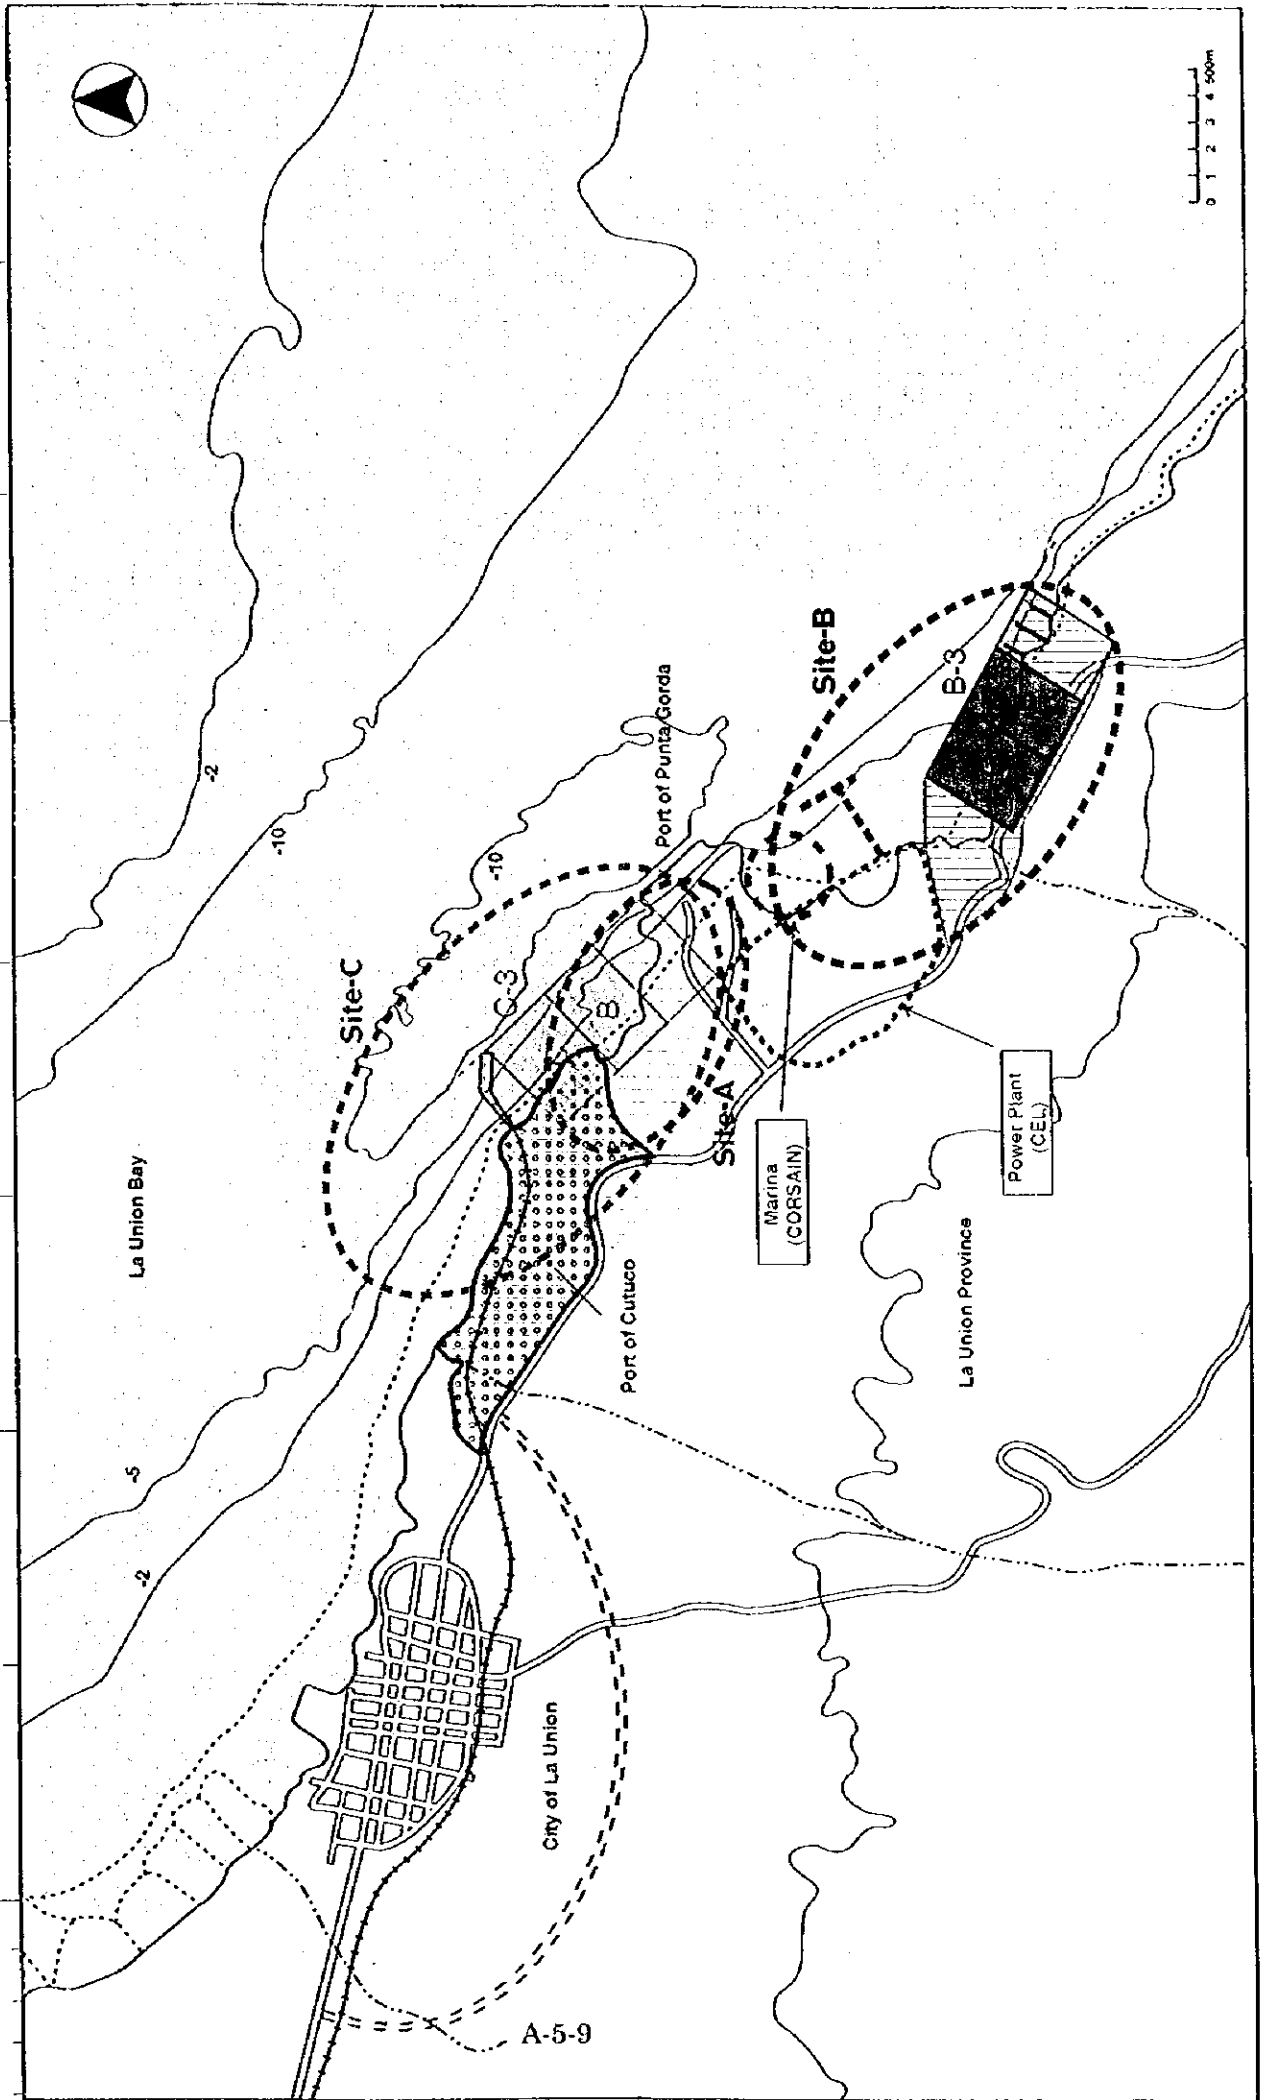 La Union Bay
-5
-2
-2
-10
-10
Site-C
C-3
B
Port of Punta Gorda
Site-B
B-3
Site-A
Marina
(CORSAIN)
Power Plant
(CEL)
Port of Cutuco
City of La Union
La Union Province
0 1 2 3 4 500m
A-5-9